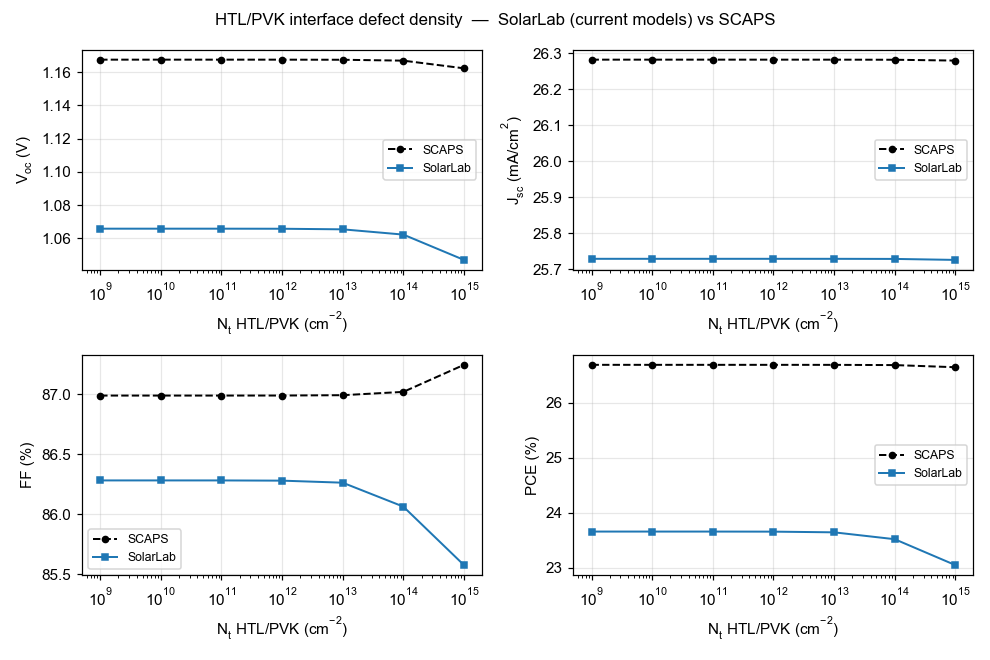 HTL/PVK interface defect density — SolarLab (current models) vs SCAPS
V_oc (V)
1.16
1.14
1.12
1.10
1.08
1.06
SCAPS
SolarLab
10^9 10^10 10^11 10^12 10^13 10^14 10^15
N_t HTL/PVK (cm^−2)
J_sc (mA/cm^2)
26.3
26.2
26.1
26.0
25.9
25.8
25.7
SCAPS
SolarLab
10^9 10^10 10^11 10^12 10^13 10^14 10^15
N_t HTL/PVK (cm^−2)
FF (%)
87.0
86.5
86.0
85.5
SCAPS
SolarLab
10^9 10^10 10^11 10^12 10^13 10^14 10^15
N_t HTL/PVK (cm^−2)
PCE (%)
26
25
24
23
SCAPS
SolarLab
10^9 10^10 10^11 10^12 10^13 10^14 10^15
N_t HTL/PVK (cm^−2)